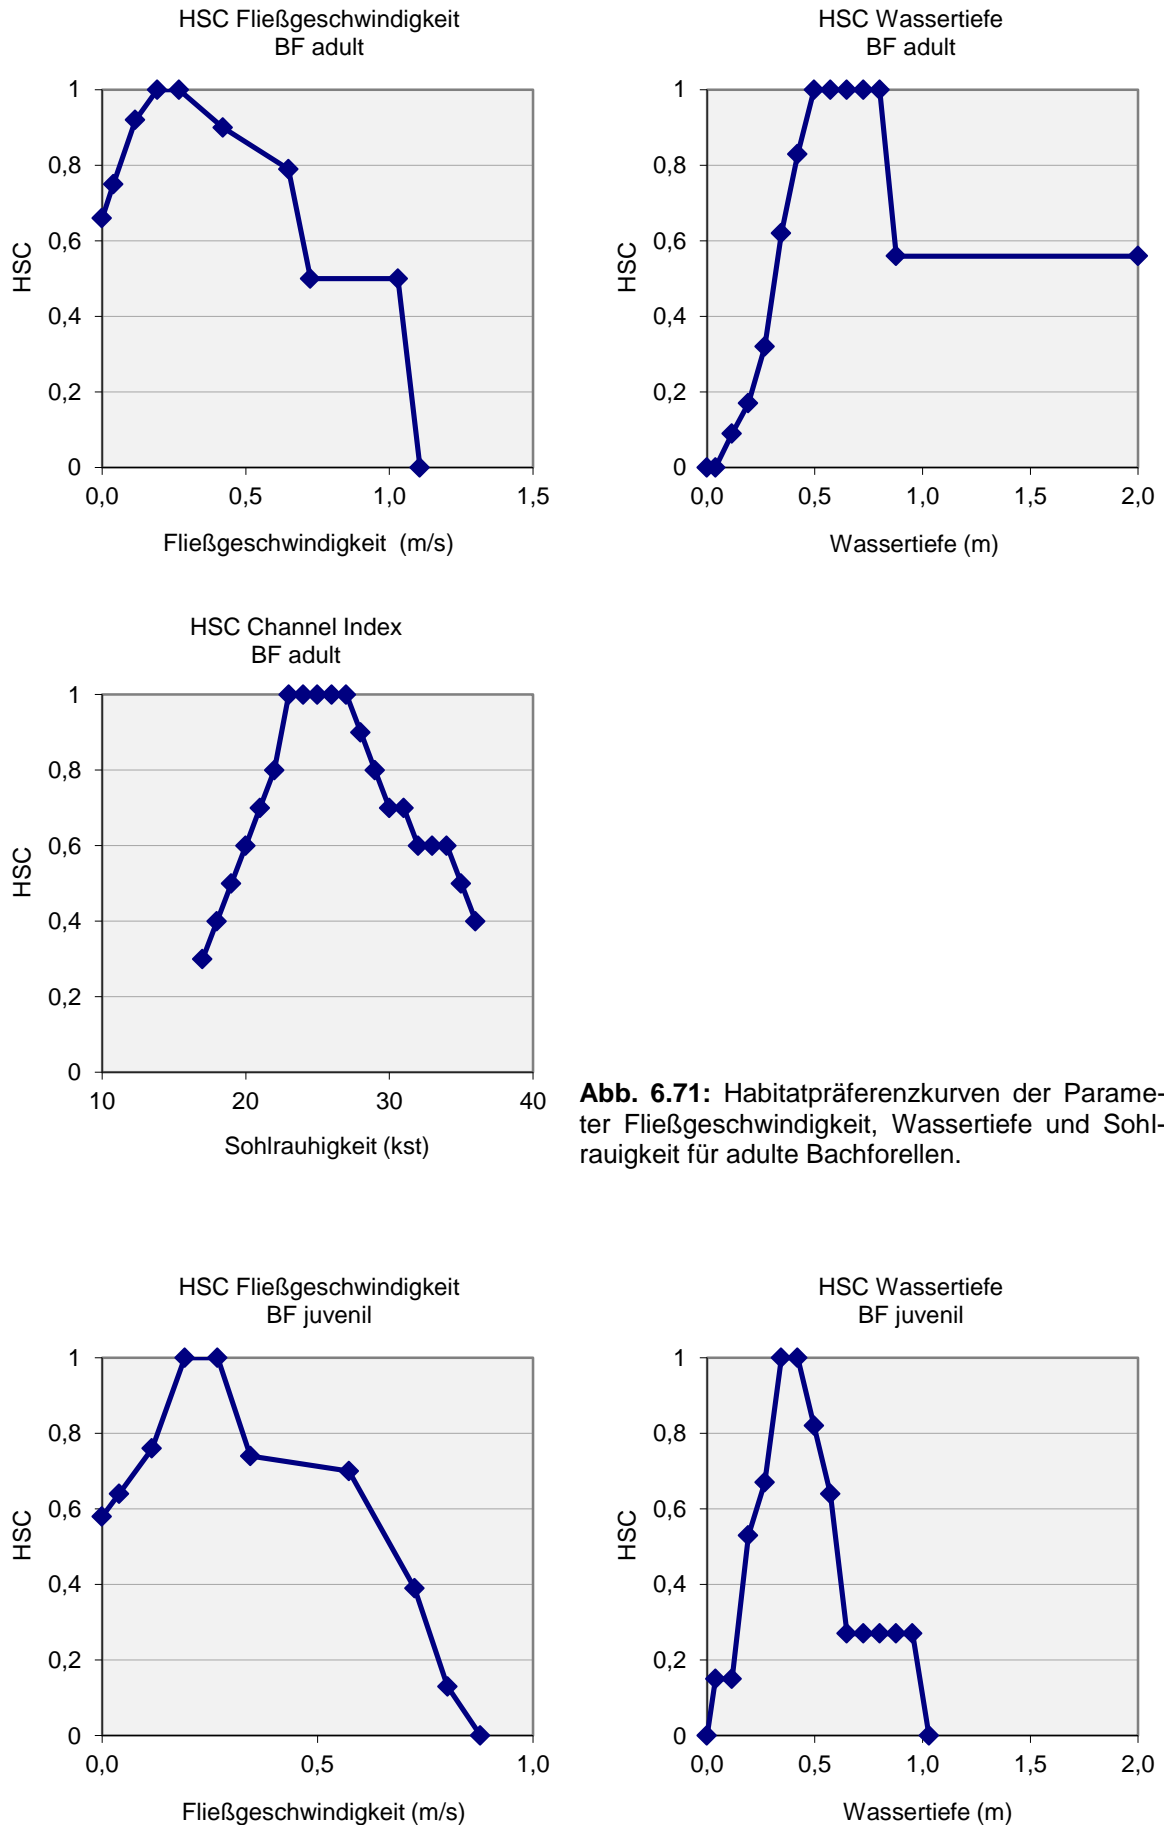 HSC Fließgeschwindigkeit
BF adult
1
0,8
0,6
0,4
0,2
0
HSC
0,0 0,5 1,0 1,5
Fließgeschwindigkeit (m/s)
HSC Wassertiefe
BF adult
1
0,8
0,6
0,4
0,2
0
HSC
0,0 0,5 1,0 1,5 2,0
Wassertiefe (m)
HSC Channel Index
BF adult
1
0,8
0,6
0,4
0,2
0
HSC
10 20 30 40
Sohlrauhigkeit (kst)
Abb. 6.71: Habitatpräferenzkurven der Parame-
ter Fließgeschwindigkeit, Wassertiefe und Sohl-
rauigkeit für adulte Bachforellen.
HSC Fließgeschwindigkeit
BF juvenil
1
0,8
0,6
0,4
0,2
0
HSC
0,0 0,5 1,0
Fließgeschwindigkeit (m/s)
HSC Wassertiefe
BF juvenil
1
0,8
0,6
0,4
0,2
0
HSC
0,0 0,5 1,0 1,5 2,0
Wassertiefe (m)